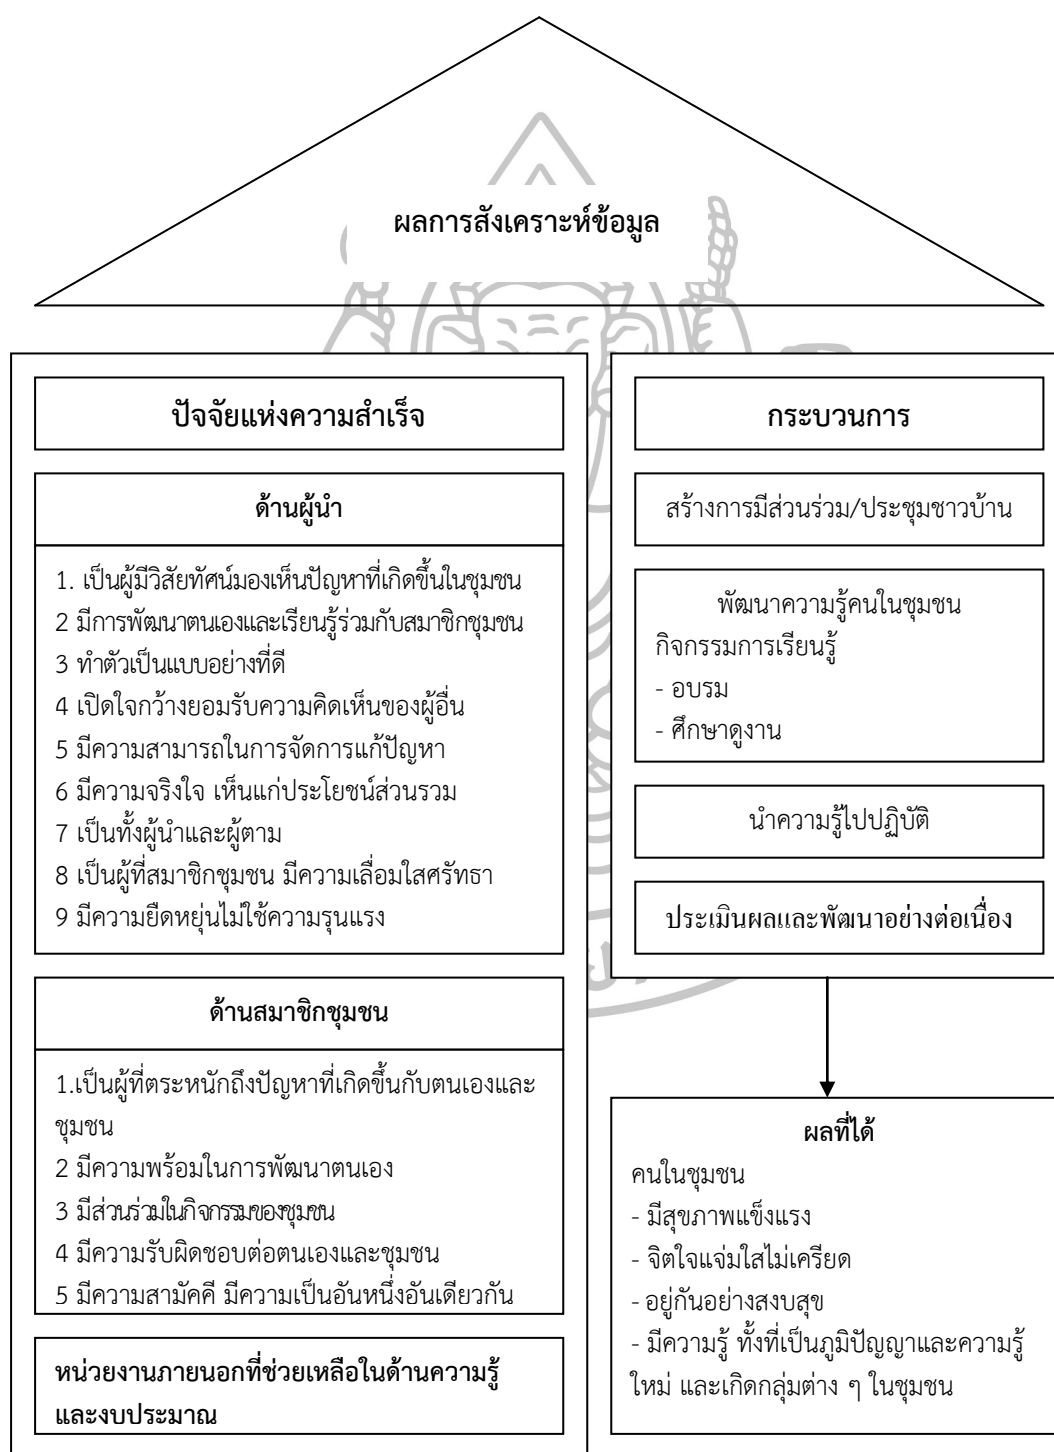 ผลการสังเคราะห์ข้อมูล
ปัจจัยแห่งความสำเร็จ
ด้านผู้นำ
1. เป็นผู้มีวิสัยทัศน์มองเห็นปัญหาที่เกิดขึ้นในชุมชน
2 มีการพัฒนาตนเองและเรียนรู้ร่วมกับสมาชิกชุมชน
3 ทำตัวเป็นแบบอย่างที่ดี
4 เปิดใจกว้างยอมรับความคิดเห็นของผู้อื่น
5 มีความสามารถในการจัดการแก้ปัญหา
6 มีความจริงใจ เห็นแก่ประโยชน์ส่วนรวม
7 เป็นทั้งผู้นำและผู้ตาม
8 เป็นผู้ที่สมาชิกชุมชน มีความเลื่อมใสศรัทธา
9 มีความยืดหยุ่นไม่ใช้ความรุนแรง
ด้านสมาชิกชุมชน
1.เป็นผู้ที่ตระหนักถึงปัญหาที่เกิดขึ้นกับตนเองและ
ชุมชน
2 มีความพร้อมในการพัฒนาตนเอง
3 มีส่วนร่วมในกิจกรรมของชุมชน
4 มีความรับผิดชอบต่อตนเองและชุมชน
5 มีความสามัคคี มีความเป็นอันหนึ่งอันเดียวกัน
หน่วยงานภายนอกที่ช่วยเหลือในด้านความรู้
และงบประมาณ
กระบวนการ
สร้างการมีส่วนร่วม/ประชุมชาวบ้าน
พัฒนาความรู้คนในชุมชน
กิจกรรมการเรียนรู้
- อบรม
- ศึกษาดูงาน
นำความรู้ไปปฏิบัติ
ประเมินผลและพัฒนาอย่างต่อเนื่อง
ผลที่ได้
คนในชุมชน
- มีสุขภาพแข็งแรง
- จิตใจแจ่มใสไม่เครียด
- อยู่กันอย่างสงบสุข
- มีความรู้ ทั้งที่เป็นภูมิปัญญาและความรู้
ใหม่ และเกิดกลุ่มต่าง ๆ ในชุมชน